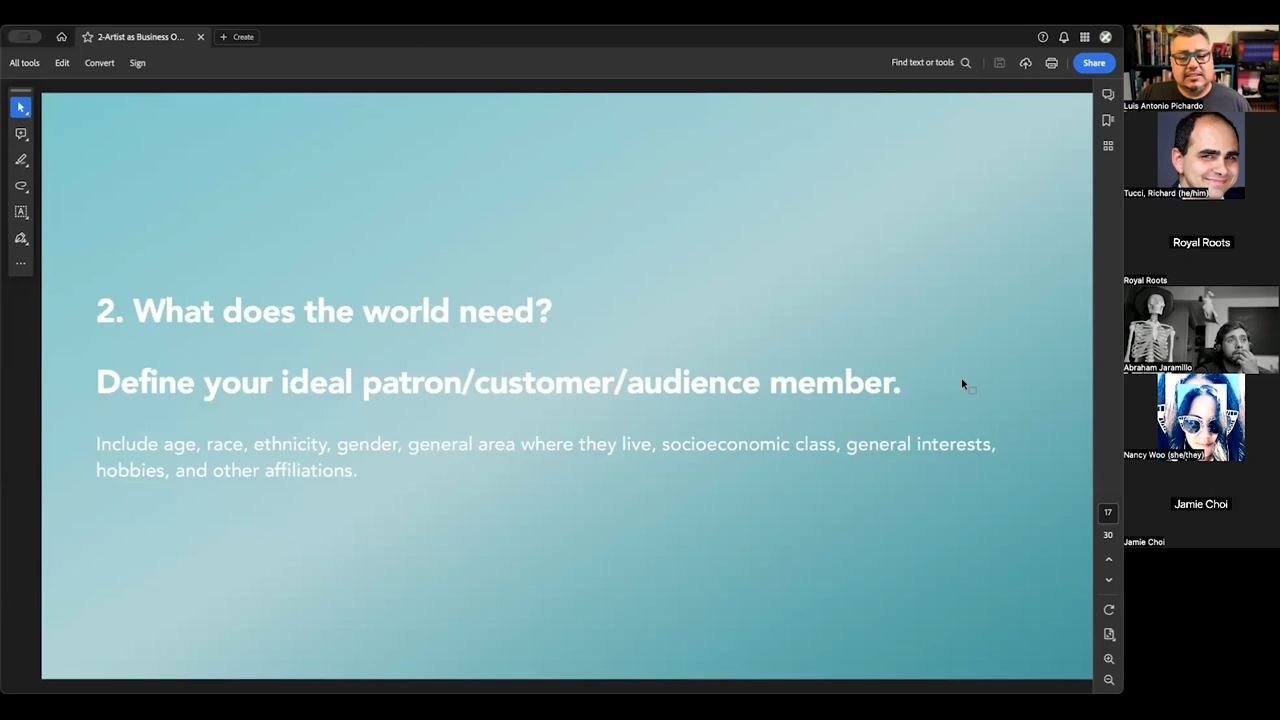 2-Artist as Business O...
Create
All tools
Edit
Convert
Sign
Find text or tools
Share
2. What does the world need?
Define your ideal patron/customer/audience member.
Include age, race, ethnicity, gender, general area where they live, socioeconomic class, general interests,
hobbies, and other affiliations.
17
30
Luis Antonio Pichardo
Tucci, Richard (he/him)
Royal Roots
Royal Roots
Abraham Jaramillo
Nancy Woo (she/they)
Jamie Choi
Jamie Choi